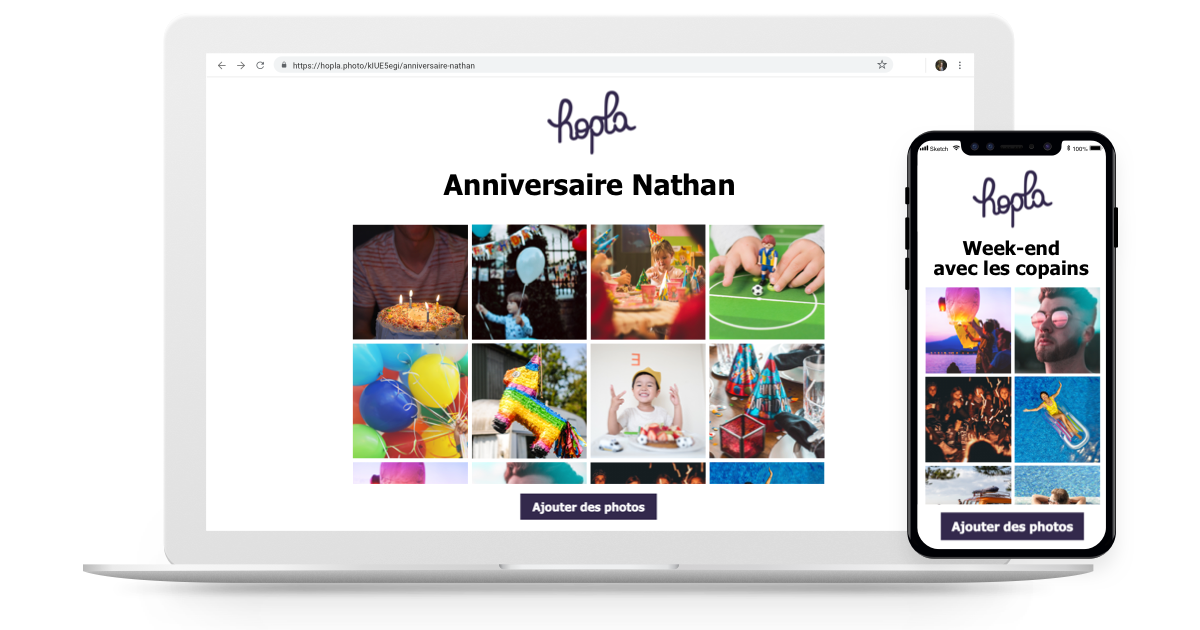 https://hopla.photo/kIUE5egi/anniversaire-nathan
hopla
Anniversaire Nathan
Ajouter des photos
Sketch
100%
hopla
Week-end
avec les copains
Ajouter des photos